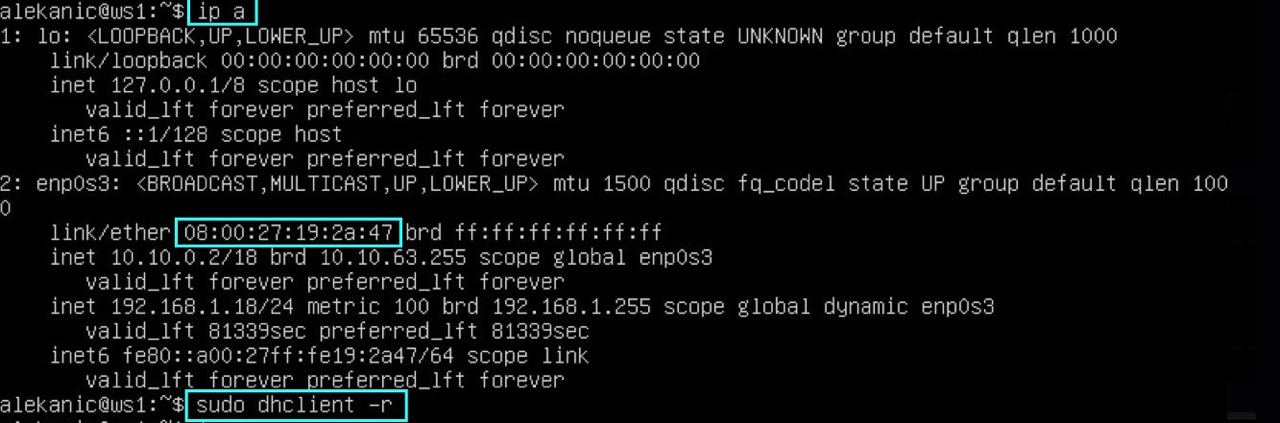 alekanic@ws1:~$ ip a
1: lo: <LOOPBACK,UP,LOWER_UP> mtu 65536 qdisc noqueue state UNKNOWN group default qlen 1000
link/loopback 00:00:00:00:00:00 brd 00:00:00:00:00:00
inet 127.0.0.1/8 scope host lo
valid_lft forever preferred_lft forever
inet6 ::1/128 scope host
valid_lft forever preferred_lft forever
2: enp0s3: <BROADCAST,MULTICAST,UP,LOWER_UP> mtu 1500 qdisc fq_codel state UP group default qlen 100
0
link/ether 08:00:27:19:2a:47 brd ff:ff:ff:ff:ff:ff
inet 10.10.0.2/18 brd 10.10.63.255 scope global enp0s3
valid_lft forever preferred_lft forever
inet 192.168.1.18/24 metric 100 brd 192.168.1.255 scope global dynamic enp0s3
valid_lft 81339sec preferred_lft 81339sec
inet6 fe80::a00:27ff:fe19:2a47/64 scope link
valid_lft forever preferred_lft forever
alekanic@ws1:~$ sudo dhclient -r